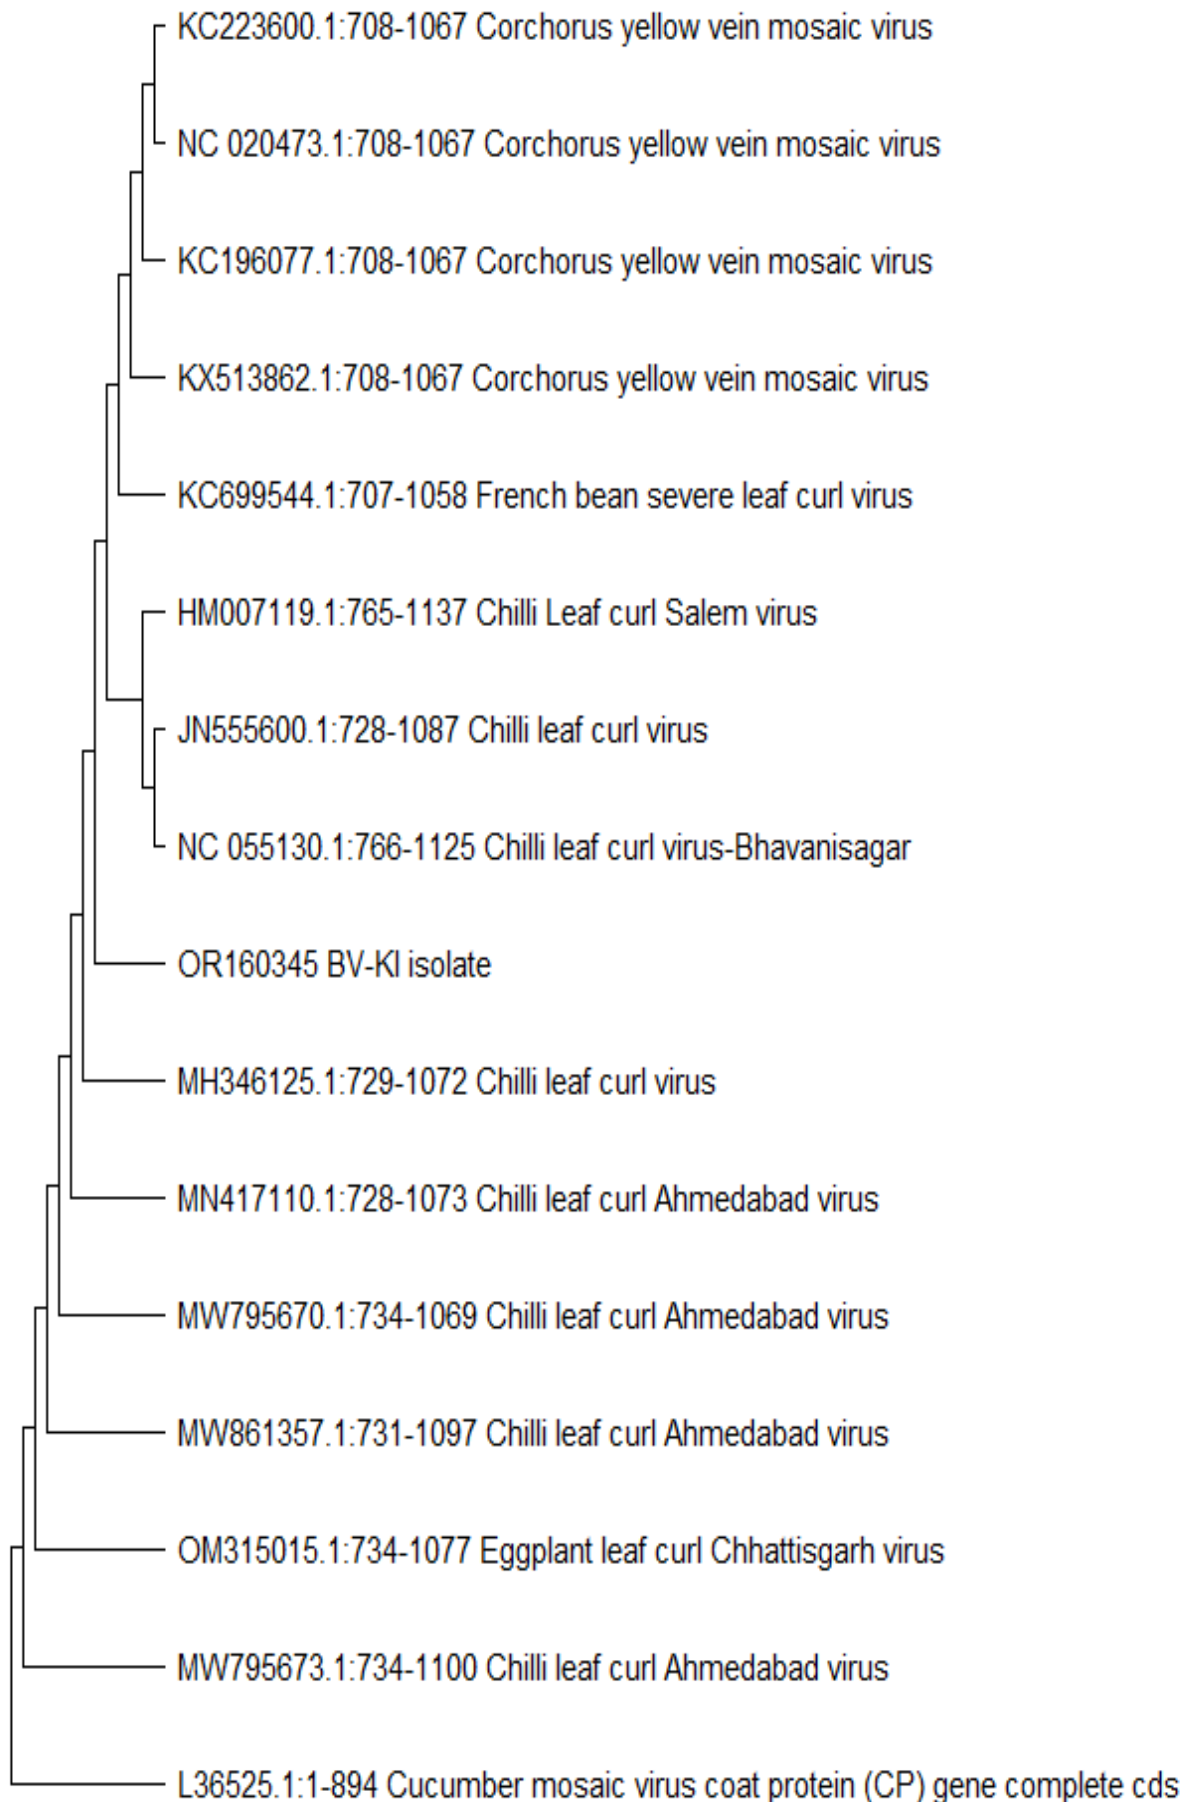 KC223600.1:708-1067 Corchorus yellow vein mosaic virus
NC 020473.1:708-1067 Corchorus yellow vein mosaic virus
KC196077.1:708-1067 Corchorus yellow vein mosaic virus
KX513862.1:708-1067 Corchorus yellow vein mosaic virus
KC699544.1:707-1058 French bean severe leaf curl virus
HM007119.1:765-1137 Chilli Leaf curl Salem virus
JN555600.1:728-1087 Chilli leaf curl virus
NC 055130.1:766-1125 Chilli leaf curl virus-Bhavanisagar
OR160345 BV-KI isolate
MH346125.1:729-1072 Chilli leaf curl virus
MN417110.1:728-1073 Chilli leaf curl Ahmedabad virus
MW795670.1:734-1069 Chilli leaf curl Ahmedabad virus
MW861357.1:731-1097 Chilli leaf curl Ahmedabad virus
OM315015.1:734-1077 Eggplant leaf curl Chhattisgarh virus
MW795673.1:734-1100 Chilli leaf curl Ahmedabad virus
L36525.1:1-894 Cucumber mosaic virus coat protein (CP) gene complete cds